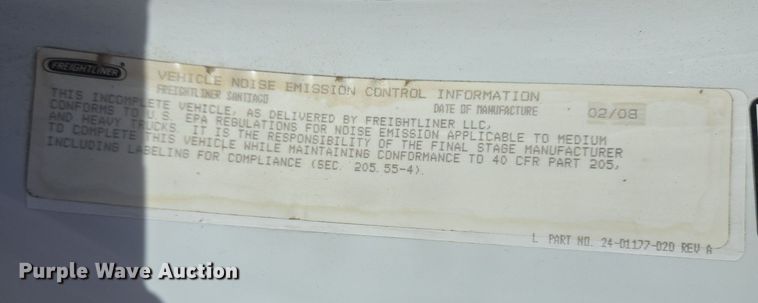 FREIGHTLINER
VEHICLE NOISE EMISSION CONTROL INFORMATION
FREIGHTLINER SANTIAGO DATE OF MANUFACTURE 02/08
THIS INCOMPLETE VEHICLE, AS DELIVERED BY FREIGHTLINER LLC,
CONFORMS TO U.S. EPA REGULATIONS FOR NOISE EMISSION APPLICABLE TO MEDIUM
AND HEAVY TRUCKS. IT IS THE RESPONSIBILITY OF THE FINAL STAGE MANUFACTURER
TO COMPLETE THIS VEHICLE WHILE MAINTAINING CONFORMANCE TO 40 CFR PART 205,
INCLUDING LABELING FOR COMPLIANCE (SEC. 205.55-4).
L PART NO. 24-01177-020 REV A
Purple Wave Auction